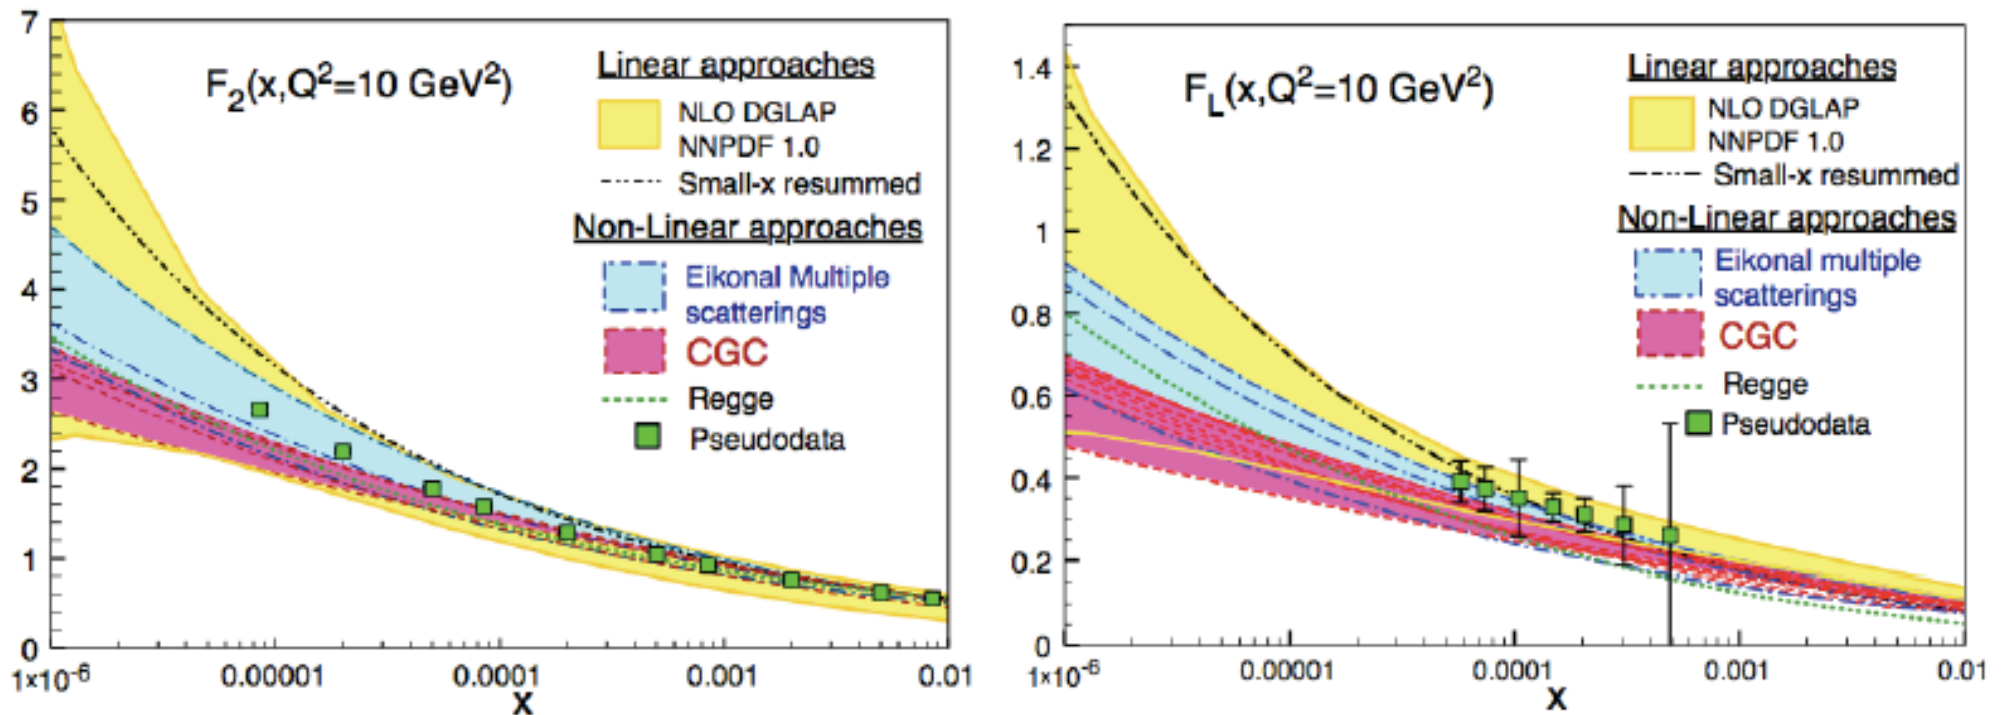 7
6
5
4
3
2
1
0
F2(x,Q2=10 GeV2)
Linear approaches
NLO DGLAP
NNPDF 1.0
Small-x resummed
Non-Linear approaches
Eikonal Multiple
scatterings
CGC
Regge
Pseudodata
1×10-6
0.00001
0.0001
0.001
0.01
X
1.4
1.2
1
0.8
0.6
0.4
0.2
0
FL(x,Q2=10 GeV2)
Linear approaches
NLO DGLAP
NNPDF 1.0
Small-x resummed
Non-Linear approaches
Eikonal multiple
scatterings
CGC
Regge
Pseudodata
1×10-6
0.00001
0.0001
0.001
0.01
X